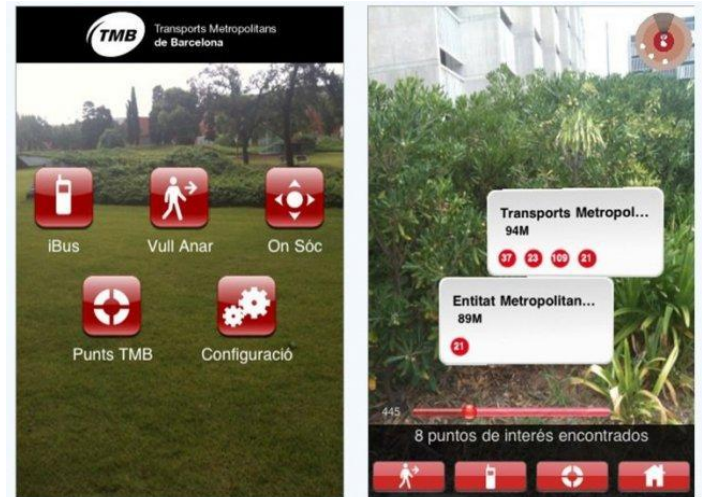 TMB
Transports Metropolitans
de Barcelona
iBus
Vull Anar
On Sóc
Punts TMB
Configuració
Transports Metropol...
94M
37 23 109 21
Entitat Metropolitan...
89M
21
445
8 puntos de interés encontrados